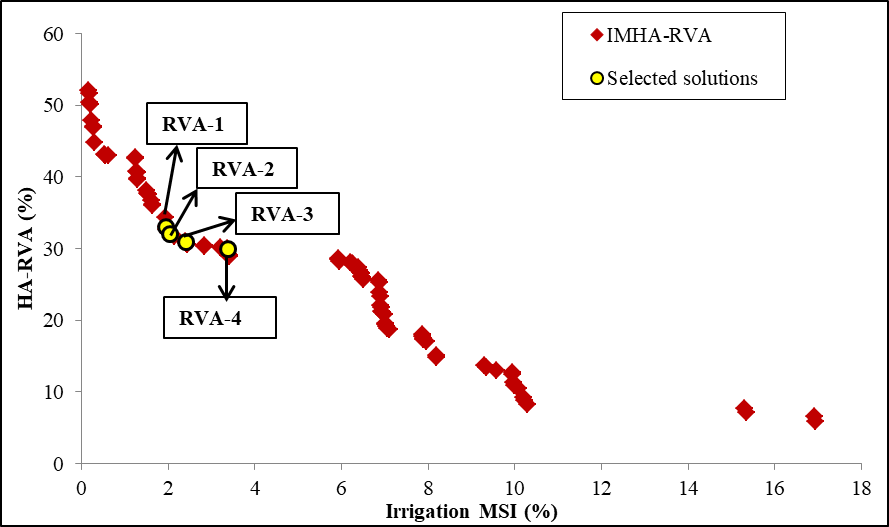 60
50
40
30
20
10
0
HA-RVA (%)
IMHA-RVA
Selected solutions
RVA-1
RVA-2
RVA-3
RVA-4
0 2 4 6 8 10 12 14 16 18
Irrigation MSI (%)